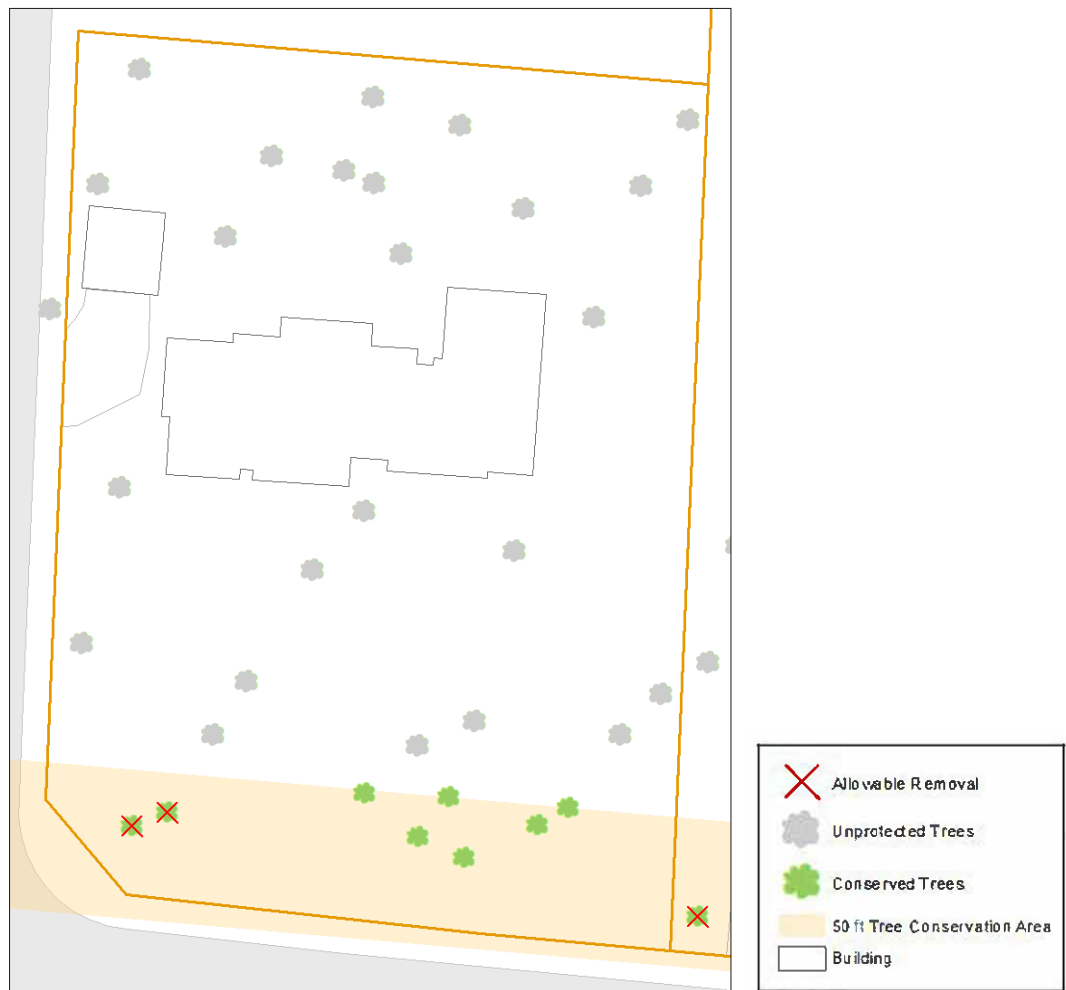 Allowable Removal
Unprotected Trees
Conserved Trees
50 ft Tree Conservation Area
Building